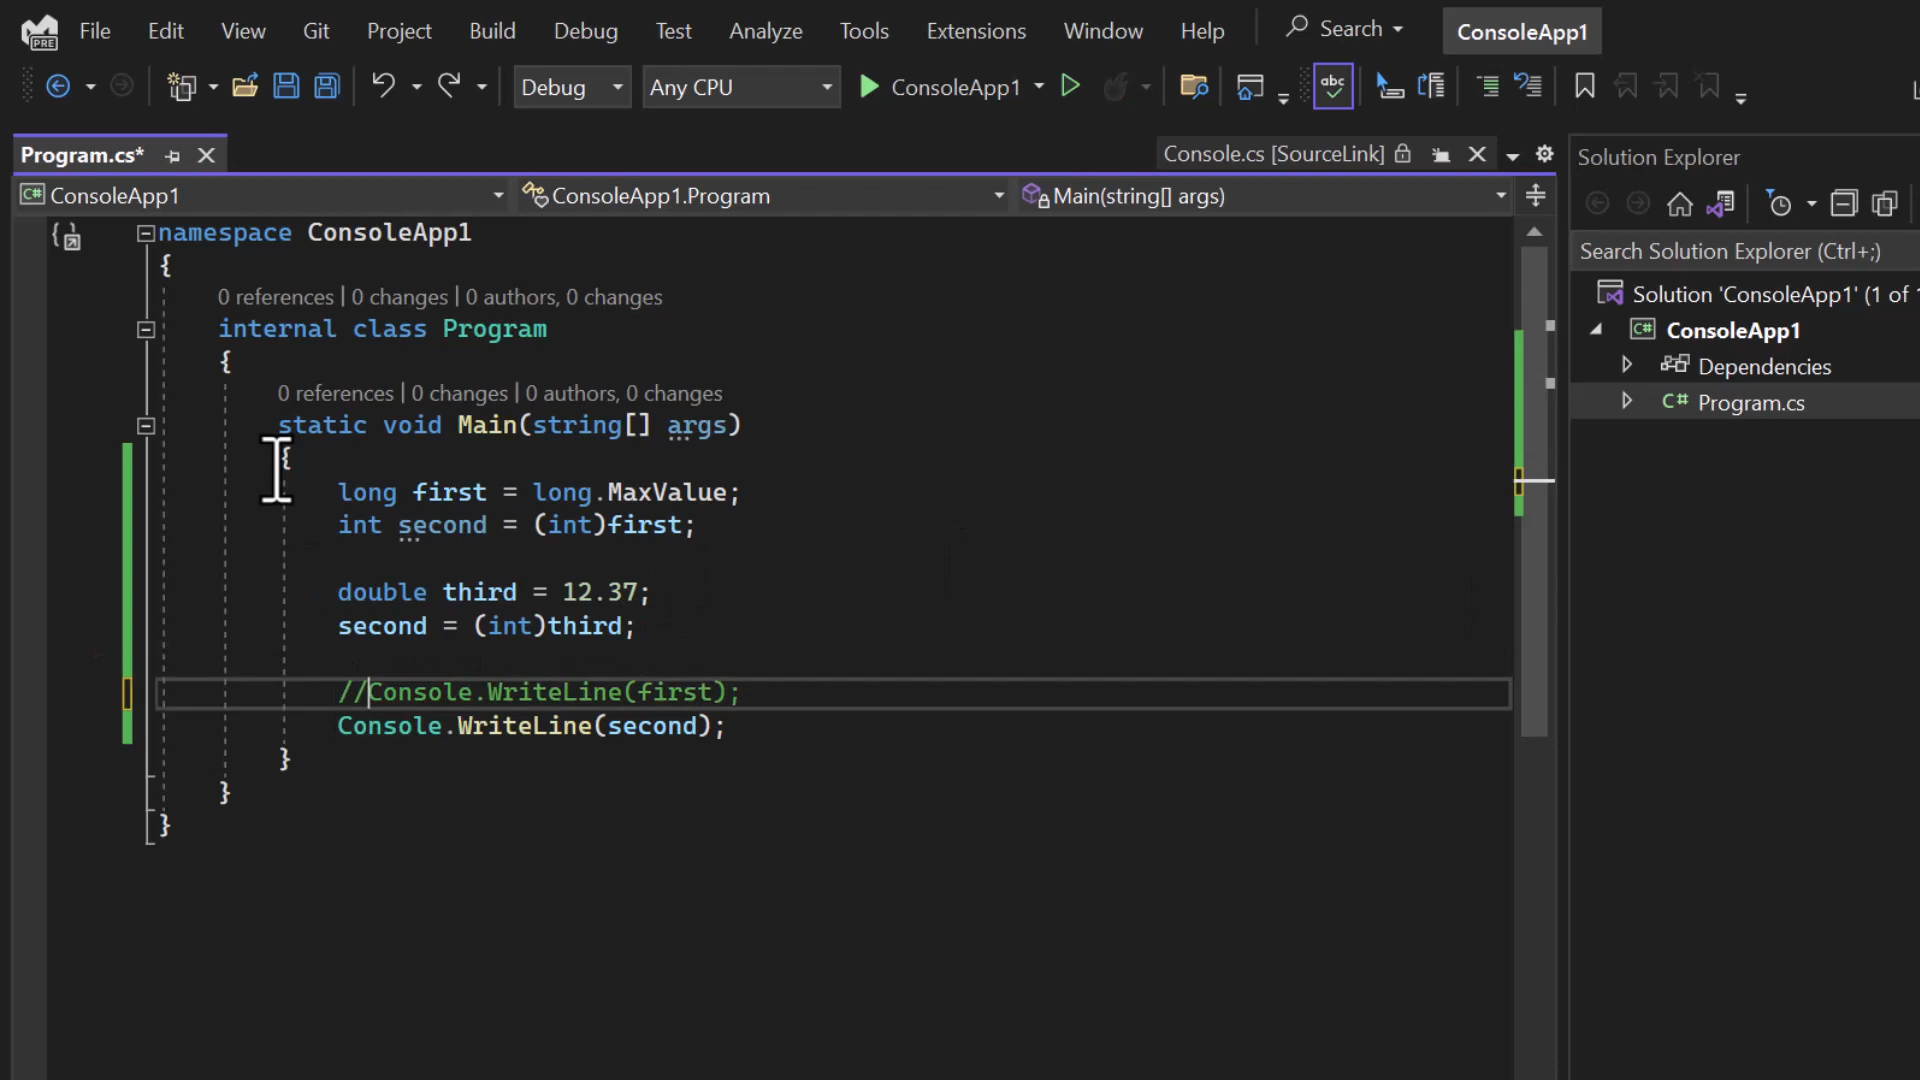 File Edit View Git Project Build Debug Test Analyze Tools Extensions Window Help Search ConsoleApp1
PRE
Debug Any CPU ConsoleApp1 abc
Program.cs* Console.cs [SourceLink] Solution Explorer
C# ConsoleApp1 ConsoleApp1.Program Main(string[] args)
Search Solution Explorer (Ctrl+;)
Solution 'ConsoleApp1' (1 of 1
C# ConsoleApp1
Dependencies
C# Program.cs
namespace ConsoleApp1
{
0 references | 0 changes | 0 authors, 0 changes
internal class Program
{
0 references | 0 changes | 0 authors, 0 changes
static void Main(string[] args)
{
long first = long.MaxValue;
int second = (int)first;
double third = 12.37;
second = (int)third;
//Console.WriteLine(first);
Console.WriteLine(second);
}
}
}